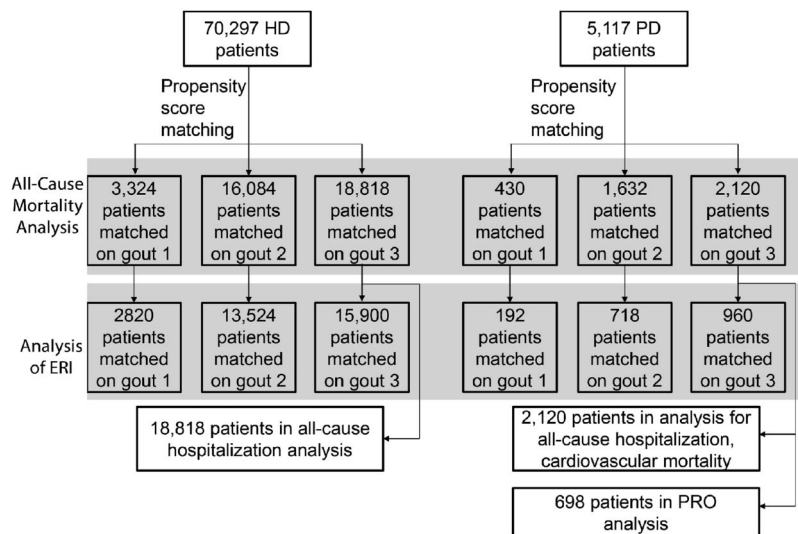 70,297 HD
patients
5,117 PD
patients
Propensity
score
matching
Propensity
score
matching
All-Cause
Mortality
Analysis
3,324
patients
matched
on gout 1
16,084
patients
matched
on gout 2
18,818
patients
matched
on gout 3
430
patients
matched
on gout 1
1,632
patients
matched
on gout 2
2,120
patients
matched
on gout 3
Analysis
of ERI
2820
patients
matched
on gout 1
13,524
patients
matched
on gout 2
15,900
patients
matched
on gout 3
192
patients
matched
on gout 1
718
patients
matched
on gout 2
960
patients
matched
on gout 3
18,818 patients in all-cause
hospitalization analysis
2,120 patients in analysis for
all-cause hospitalization,
cardiovascular mortality
698 patients in PRO
analysis